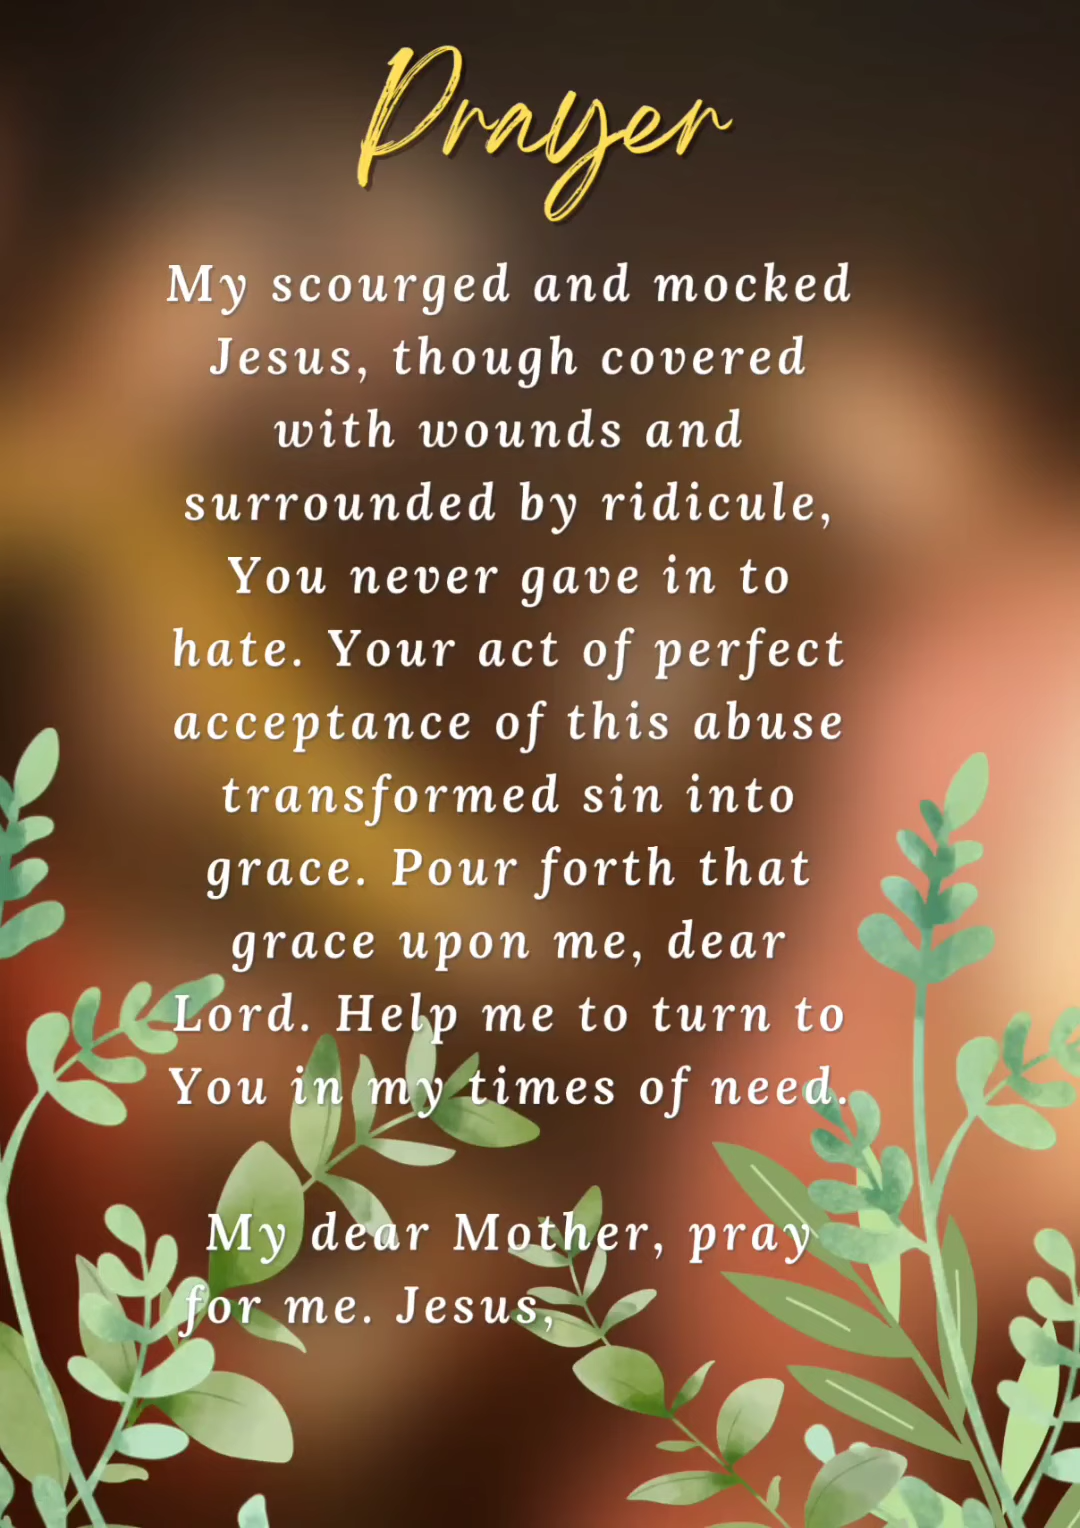 Prayer
My scourged and mocked
Jesus, though covered
with wounds and
surrounded by ridicule,
You never gave in to
hate. Your act of perfect
acceptance of this abuse
transformed sin into
grace. Pour forth that
grace upon me, dear
Lord. Help me to turn to
You in my times of need.
My dear Mother, pray
for me. Jesus,